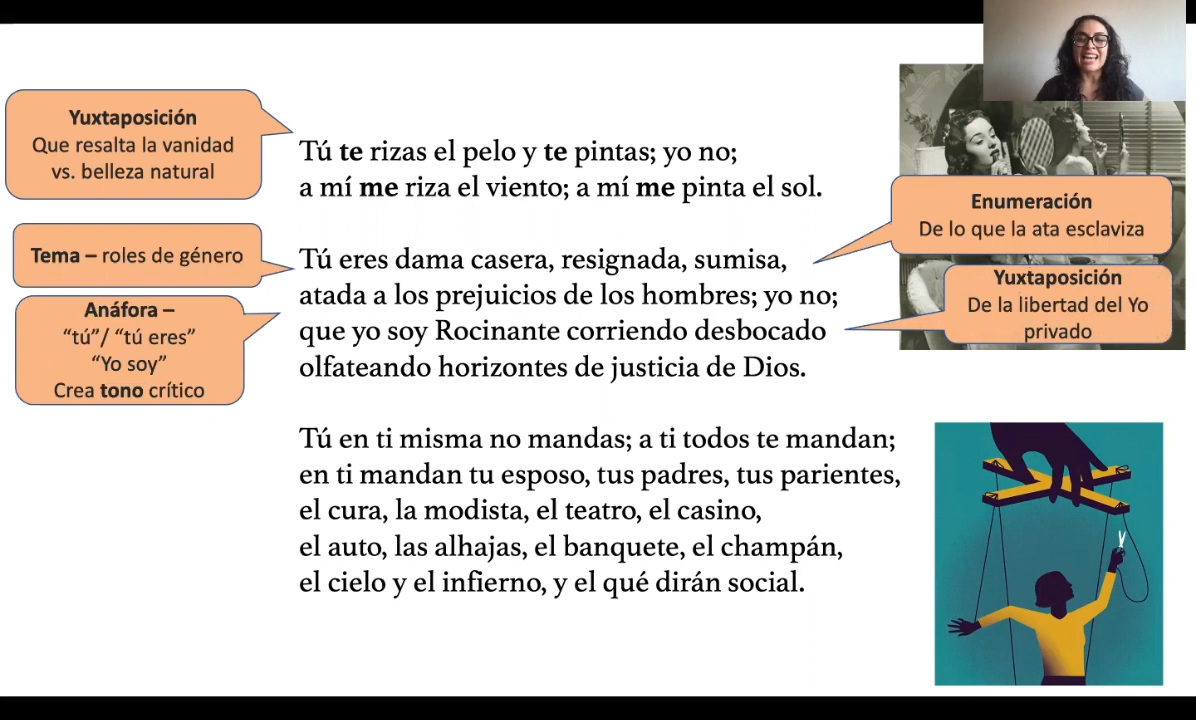 Yuxtaposición
Que resalta la vanidad
vs. belleza natural
Tú te rizas el pelo y te pintas; yo no;
a mí me riza el viento; a mí me pinta el sol.
Enumeración
De lo que la ata esclaviza
Tema – roles de género
Tú eres dama casera, resignada, sumisa,
atada a los prejuicios de los hombres; yo no;
que yo soy Rocinante corriendo desbocado
olfateando horizontes de justicia de Dios.
Yuxtaposición
De la libertad del Yo
privado
Anáfora –
“tú”/ “tú eres”
“Yo soy”
Crea tono crítico
Tú en ti misma no mandas; a ti todos te mandan;
en ti mandan tu esposo, tus padres, tus parientes,
el cura, la modista, el teatro, el casino,
el auto, las alhajas, el banquete, el champán,
el cielo y el infierno, y el qué dirán social.